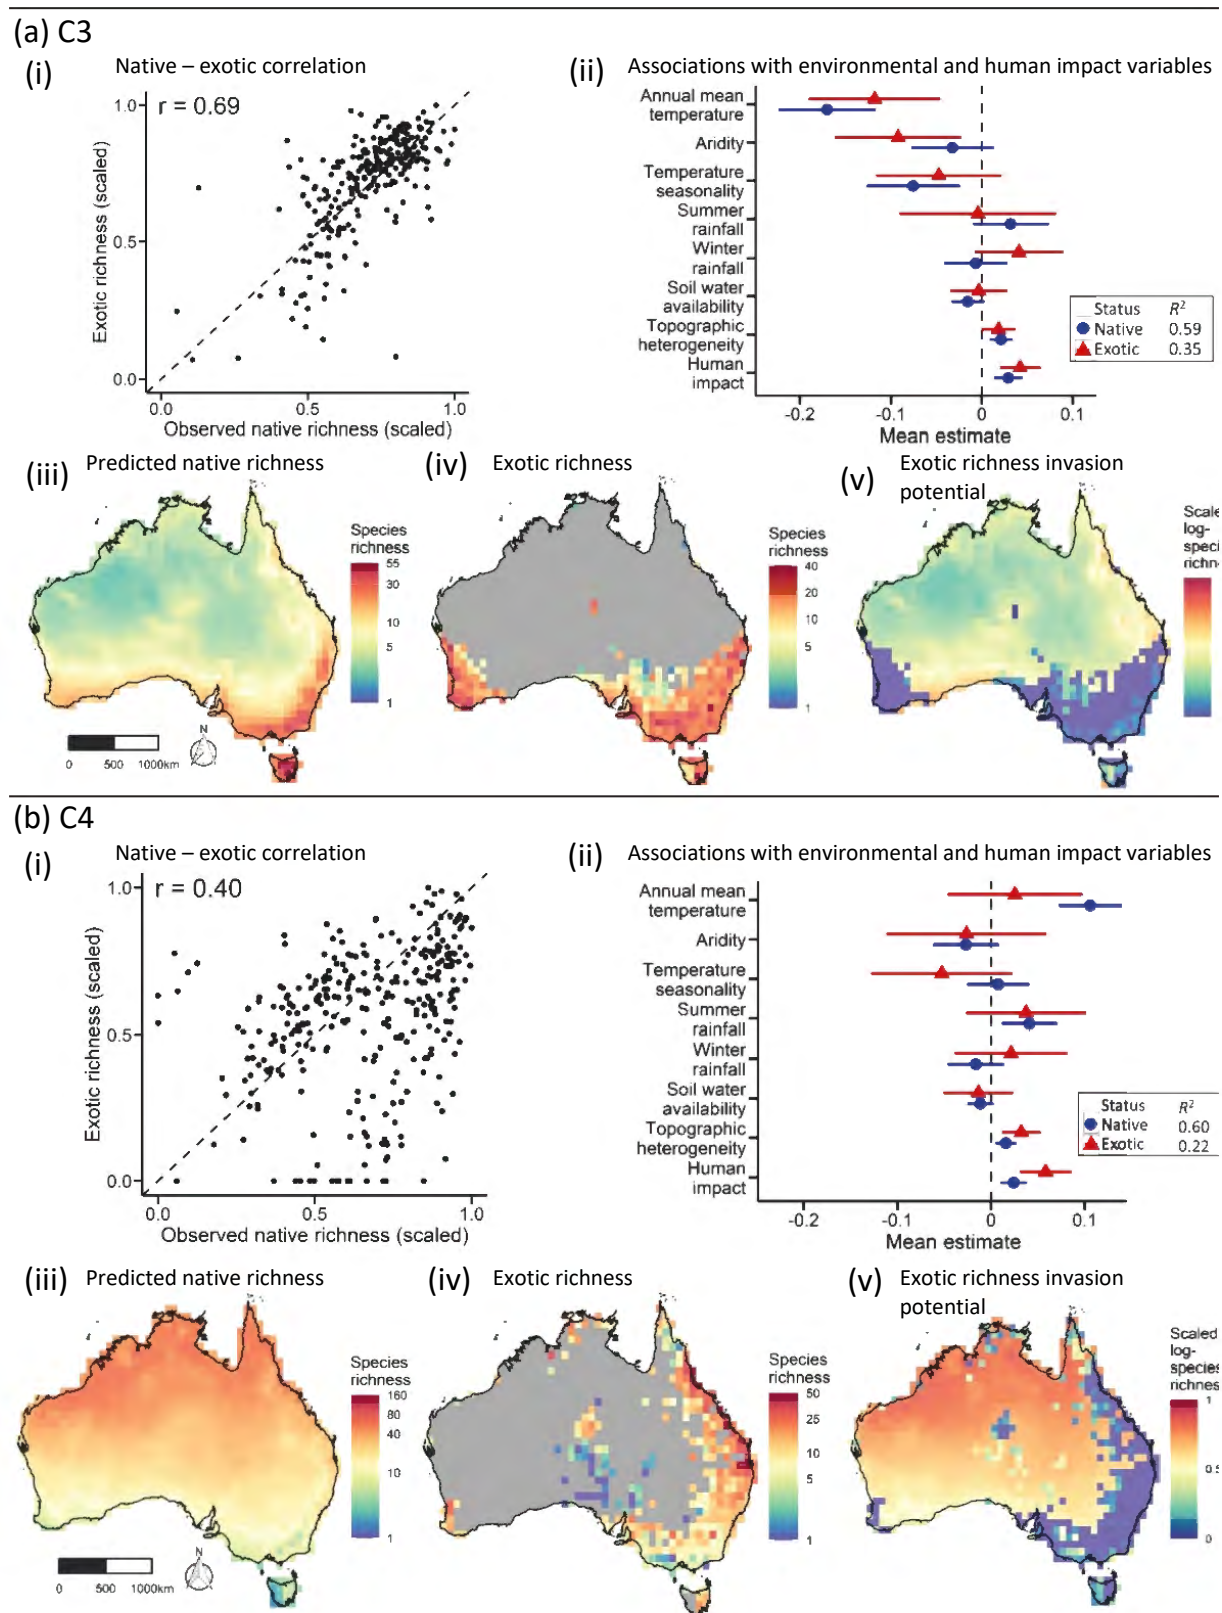 (a) C3
(i)
Native – exotic correlation
r = 0.69
1.0
0.5
0.0
Exotic richness (scaled)
0.0
0.5
1.0
Observed native richness (scaled)
(ii)
Associations with environmental and human impact variables
Annual mean
temperature
Aridity
Temperature
seasonality
Summer
rainfall
Winter
rainfall
Soil water
availability
Topographic
heterogeneity
Human
impact
Status R²
Native 0.59
Exotic 0.35
-0.2
-0.1
0
0.1
Mean estimate
(iii)
Predicted native richness
Species
richness
55
30
10
5
1
N
0 500 1000km
(iv)
Exotic richness
Species
richness
40
20
10
5
1
(v)
Exotic richness invasion
potential
Scale
log-
speci
richn
(b) C4
(i)
Native – exotic correlation
r = 0.40
1.0
0.5
0.0
Exotic richness (scaled)
0.0
0.5
1.0
Observed native richness (scaled)
(ii)
Associations with environmental and human impact variables
Annual mean
temperature
Aridity
Temperature
seasonality
Summer
rainfall
Winter
rainfall
Soil water
availability
Topographic
heterogeneity
Human
impact
Status R²
Native 0.60
Exotic 0.22
-0.2
-0.1
0
0.1
Mean estimate
(iii)
Predicted native richness
Species
richness
160
80
40
10
1
N
0 500 1000km
(iv)
Exotic richness
Species
richness
50
25
10
5
1
(v)
Exotic richness invasion
potential
Scaled
log-
species
richnes
1
0.5
0